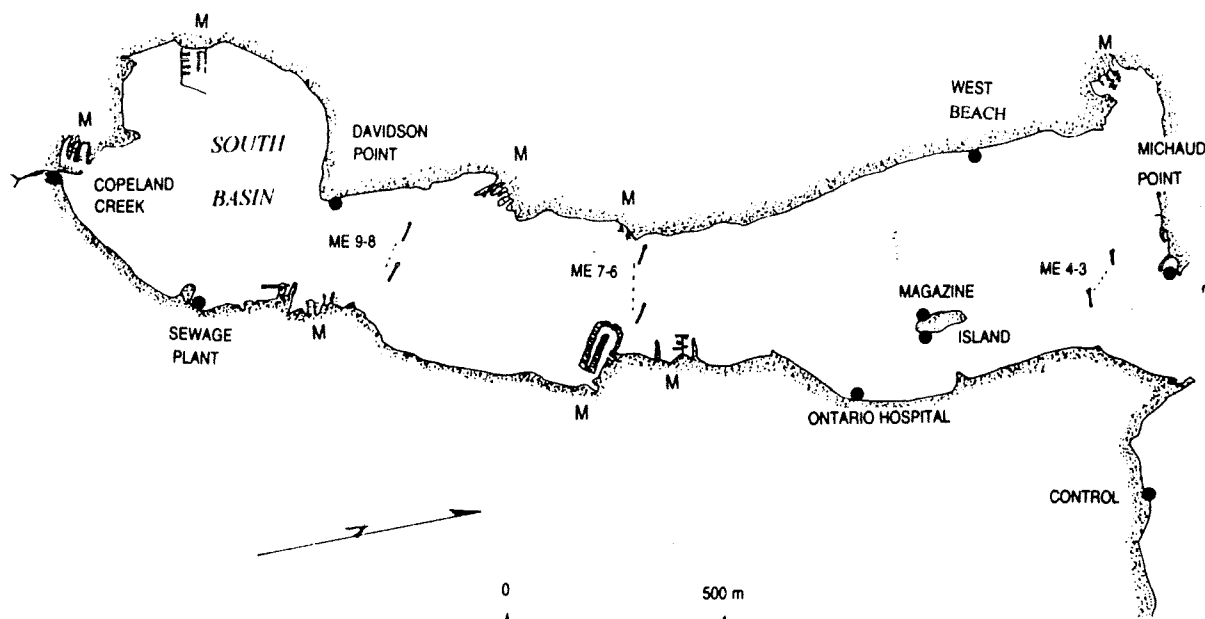 M
M
M
WEST
BEACH
M
SOUTH
BASIN
DAVIDSON
POINT
M
MICHAUD
POINT
COPELAND
CREEK
M
ME 9-8
ME 7-6
ME 4-3
MAGAZINE
ISLAND
SEWAGE
PLANT
M
M
M
ONTARIO HOSPITAL
CONTROL
0
500 m